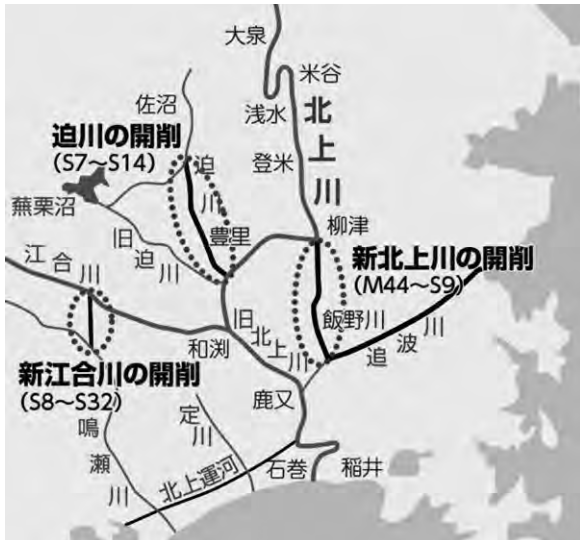 大泉
米谷
浅水
北上川
登米
柳津
佐沼
迫川の開削
(S7〜S14)
迫川
蕪栗沼
豊里
旧迫川
新北上川の開削
(M44〜S9)
飯野川
追波川
江合川
和渕
旧北上川
新江合川の開削
(S8〜S32)
鹿又
定川
鳴瀬川
石巻
稲井
北上運河